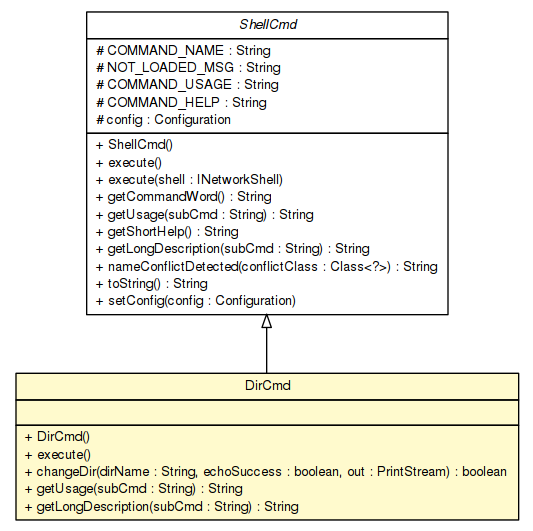 ShellCmd
# COMMAND_NAME : String
# NOT_LOADED_MSG : String
# COMMAND_USAGE : String
# COMMAND_HELP : String
# config : Configuration
+ ShellCmd()
+ execute()
+ execute(shell : INetworkShell)
+ getCommandWord() : String
+ getUsage(subCmd : String) : String
+ getShortHelp() : String
+ getLongDescription(subCmd : String) : String
+ nameConflictDetected(conflictClass : Class<?>) : String
+ toString() : String
+ setConfig(config : Configuration)
DirCmd
+ DirCmd()
+ execute()
+ changeDir(dirName : String, echoSuccess : boolean, out : PrintStream) : boolean
+ getUsage(subCmd : String) : String
+ getLongDescription(subCmd : String) : String